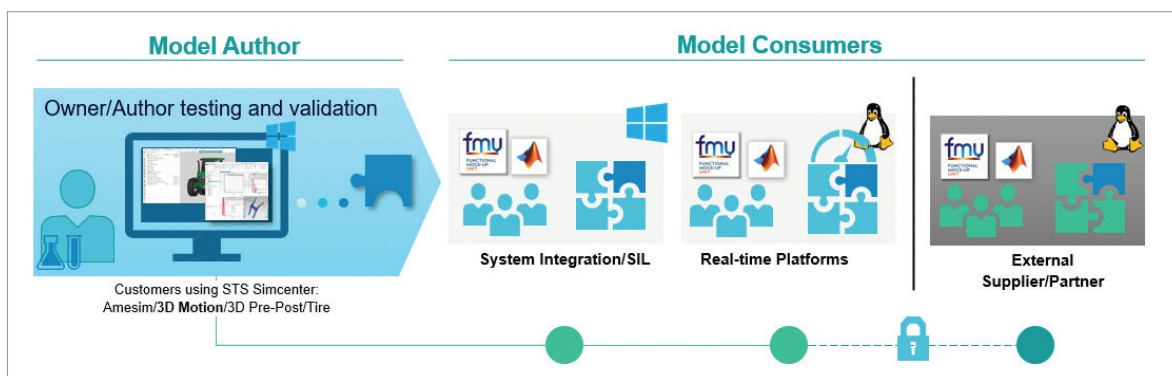 Model Author
Model Consumers
Owner/Author testing and validation
fmu
FUNCTIONAL
MOCK-UP
UNIT
fmu
FUNCTIONAL
MOCK-UP
UNIT
fmu
FUNCTIONAL
MOCK-UP
UNIT
System Integration/SIL
Real-time Platforms
External
Supplier/Partner
Customers using STS Simcenter:
Amesim/3D Motion/3D Pre-Post/Tire